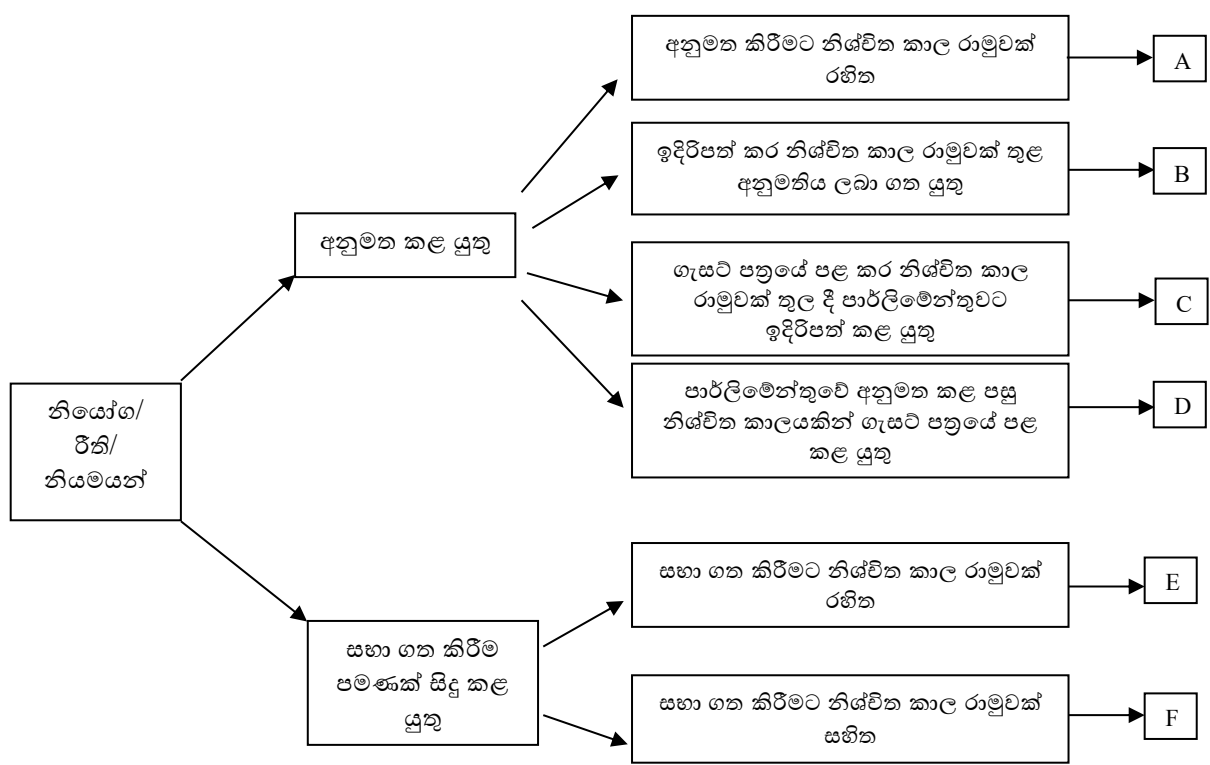 අනුමත කිරීමට නිශ්චිත කාල රාමුවක්
රහිත
A
ඉදිරිපත් කර නිශ්චිත කාල රාමුවක් තුළ
අනුමතිය ලබා ගත යුතු
B
අනුමත කළ යුතු
ගැසට් පත්‍රයේ පළ කර නිශ්චිත කාල
රාමුවක් තුල දී පාර්ලිමේන්තුවට
ඉදිරිපත් කළ යුතු
C
පාර්ලිමේන්තුවේ අනුමත කළ පසු
නිශ්චිත කාලයකින් ගැසට් පත්‍රයේ පළ
කළ යුතු
D
නියෝග/
රීති/
නියමයන්
සභා ගත කිරීමට නිශ්චිත කාල රාමුවක්
රහිත
E
සභා ගත කිරීම
පමණක් සිදු කළ
යුතු
සභා ගත කිරීමට නිශ්චිත කාල රාමුවක්
සහිත
F